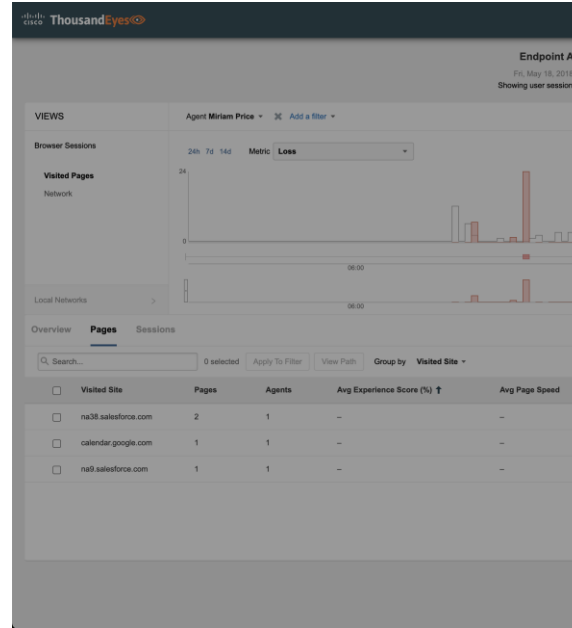 cisco ThousandEyes
Endpoint A
Fri, May 18, 2018
Showing user session
VIEWS
Agent Miriam Price Add a filter
Browser Sessions
24h 7d 14d Metric Loss
Visited Pages
24
Network
0
06:00
06:00
Local Networks
Overview Pages Sessions
Search... 0 selected Apply To Filter View Path Group by Visited Site
Visited Site Pages Agents Avg Experience Score (%) ↑ Avg Page Speed
na38.salesforce.com 2 1 – –
calendar.google.com 1 1 – –
na9.salesforce.com 1 1 – –